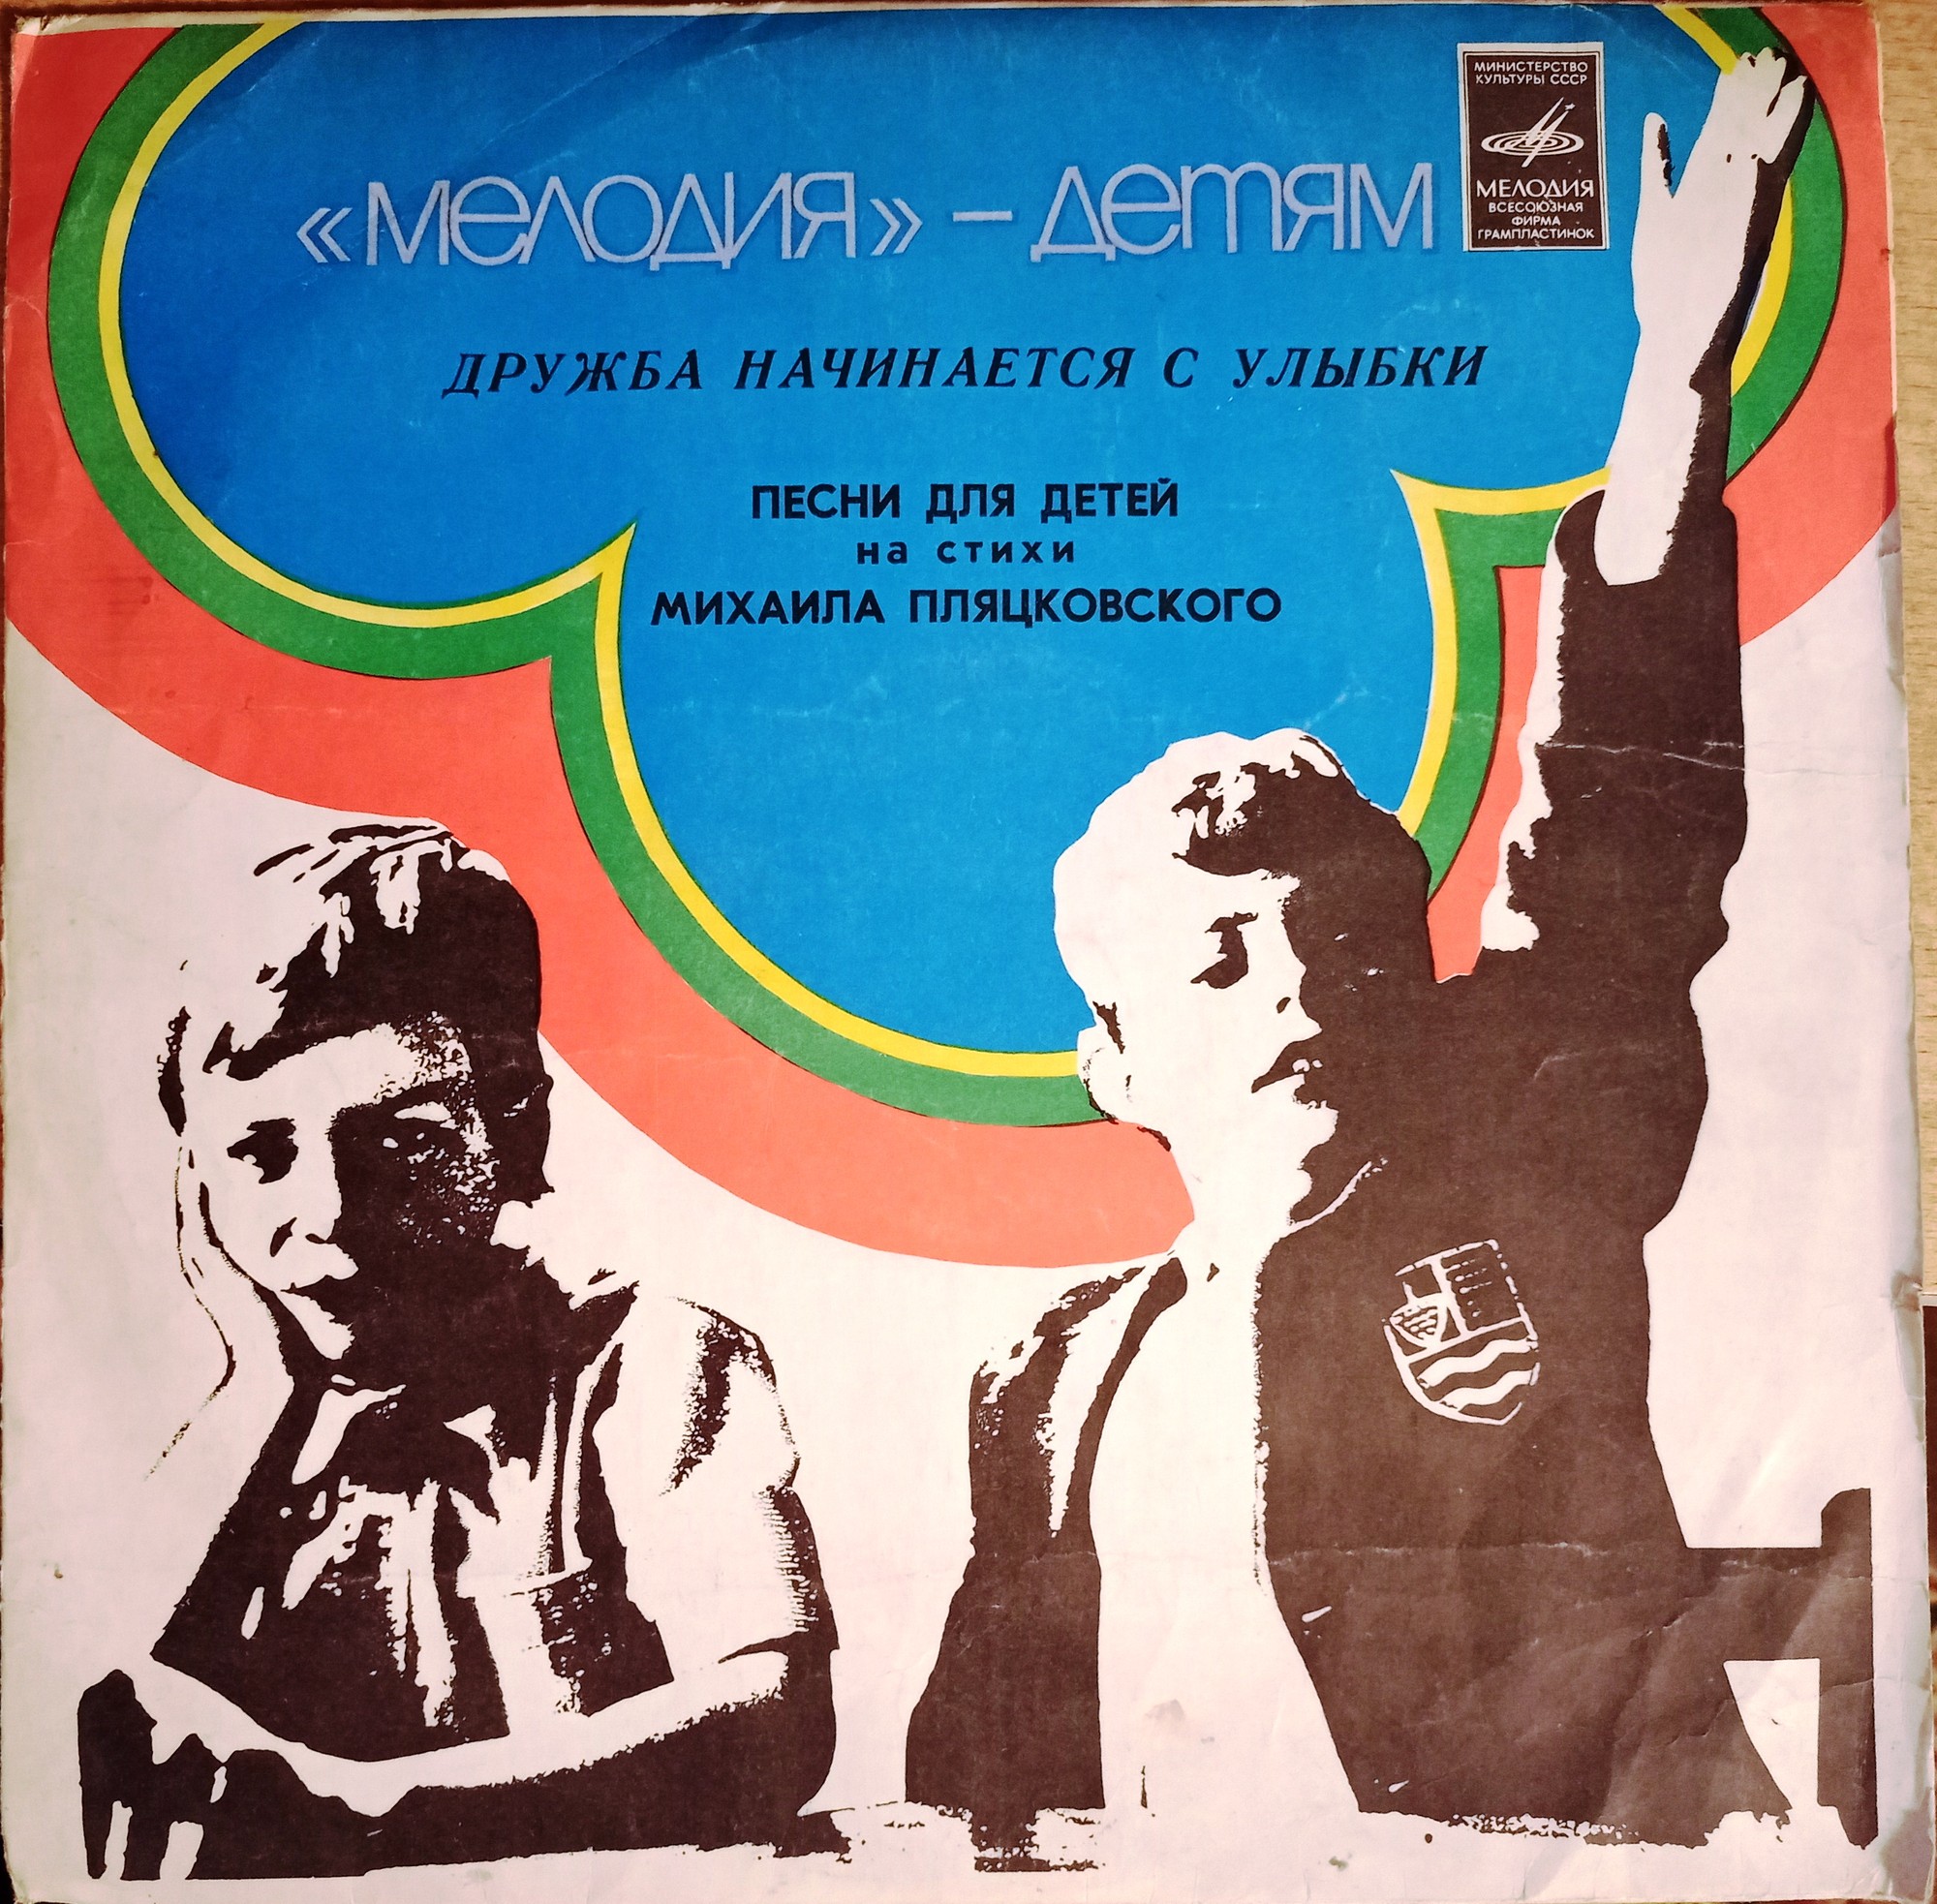 МИНИСТЕРСТВО
КУЛЬТУРЫ СССР
МЕЛОДИЯ
ВСЕСОЮЗНАЯ
ФИРМА
ГРАМПЛАСТИНОК
«мелодия» – детям
ДРУЖБА НАЧИНАЕТСЯ С УЛЫБКИ
ПЕСНИ ДЛЯ ДЕТЕЙ
на стихи
МИХАИЛА ПЛЯЦКОВСКОГО